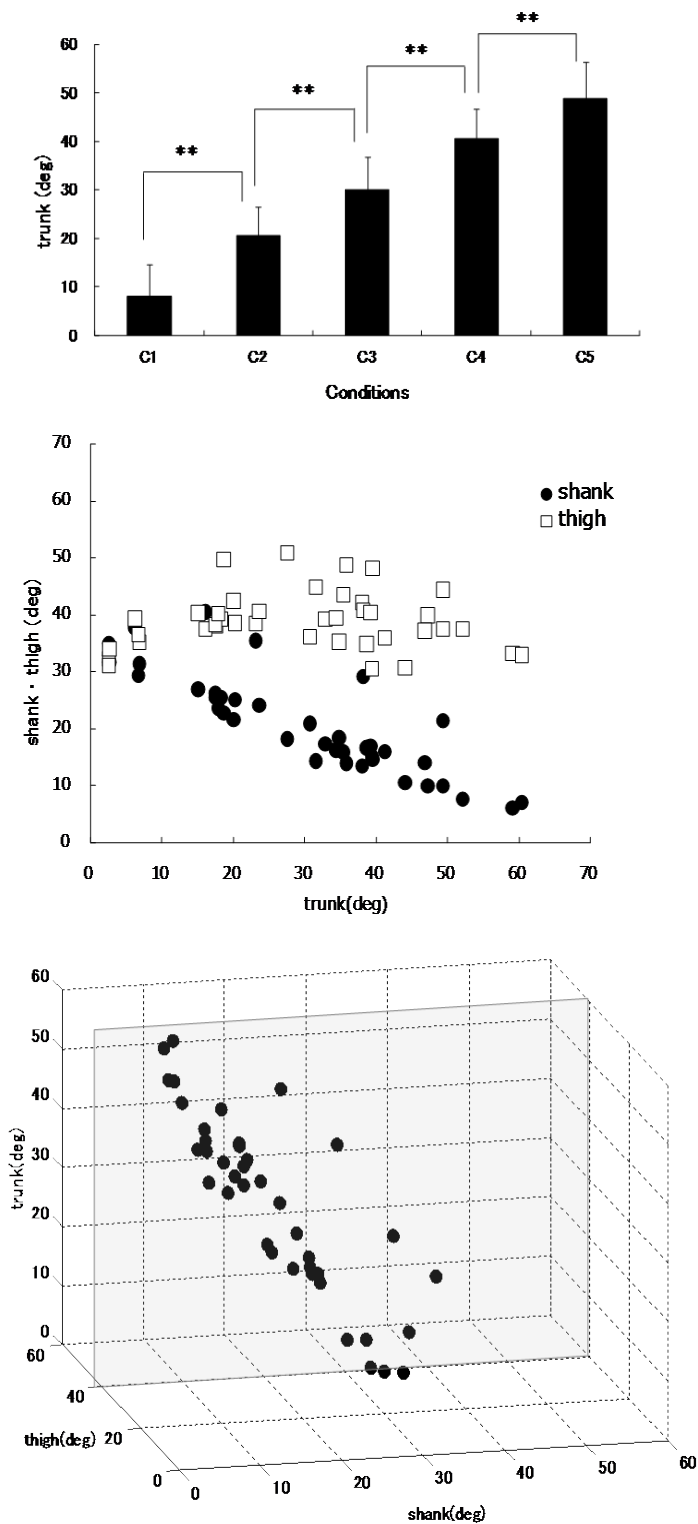 60
50
40
30
20
10
0
trunk (deg)
**
**
**
**
C1 C2 C3 C4 C5
Conditions
70
60
50
40
30
20
10
0
shank・thigh (deg)
shank
thigh
0 10 20 30 40 50 60 70
trunk(deg)
60
50
40
30
20
10
0
trunk(deg)
60
40
20
0
thigh(deg)
0 10 20 30 40 50 60
shank(deg)